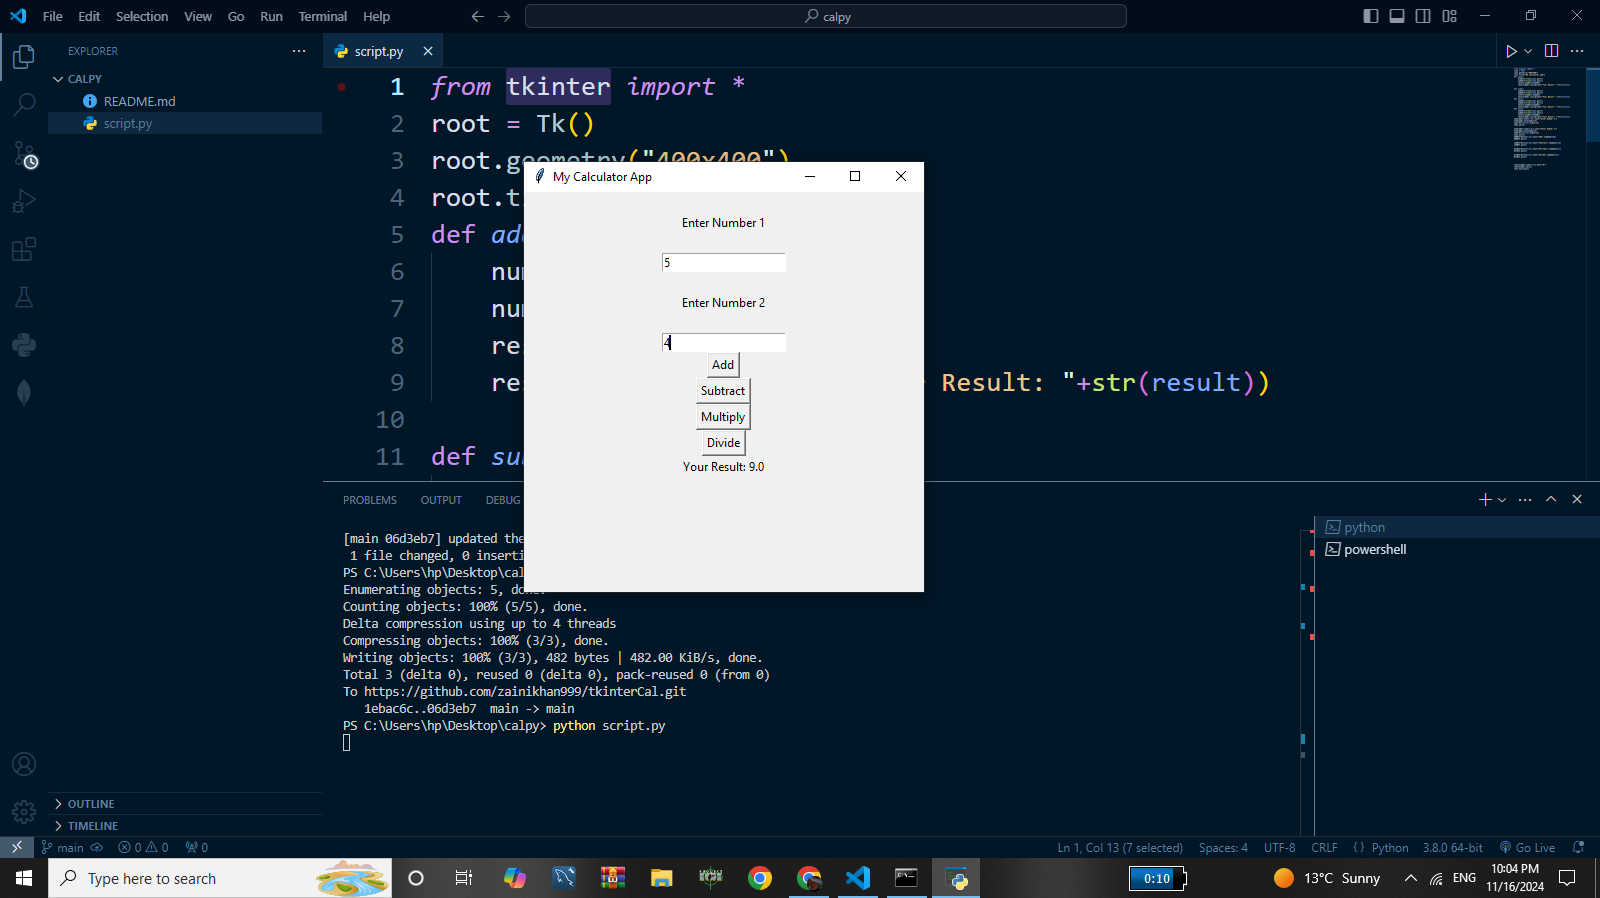 File Edit Selection View Go Run Terminal Help
calpy
EXPLORER
CALPY
README.md
script.py
script.py
1 from tkinter import *
2 root = Tk()
3 root.geometry("400x400")
4 root.t
5 def add
6 num
7 num
8 res
9 res Result: "+str(result))
10
11 def su
My Calculator App
Enter Number 1
5
Enter Number 2
4
Add
Subtract
Multiply
Divide
Your Result: 9.0
PROBLEMS OUTPUT DEBUG
python
powershell
[main 06d3eb7] updated the
1 file changed, 0 inserti
PS C:\Users\hp\Desktop\cal
Enumerating objects: 5, done.
Counting objects: 100% (5/5), done.
Delta compression using up to 4 threads
Compressing objects: 100% (3/3), done.
Writing objects: 100% (3/3), 482 bytes | 482.00 KiB/s, done.
Total 3 (delta 0), reused 0 (delta 0), pack-reused 0 (from 0)
To https://github.com/zainikhan999/tkinterCal.git
1ebac6c..06d3eb7 main -> main
PS C:\Users\hp\Desktop\calpy> python script.py
OUTLINE
TIMELINE
main 0 0 0 Ln 1, Col 13 (7 selected) Spaces: 4 UTF-8 CRLF {} Python 3.8.0 64-bit Go Live
Type here to search
0:10
13°C Sunny
ENG
10:04 PM
11/16/2024